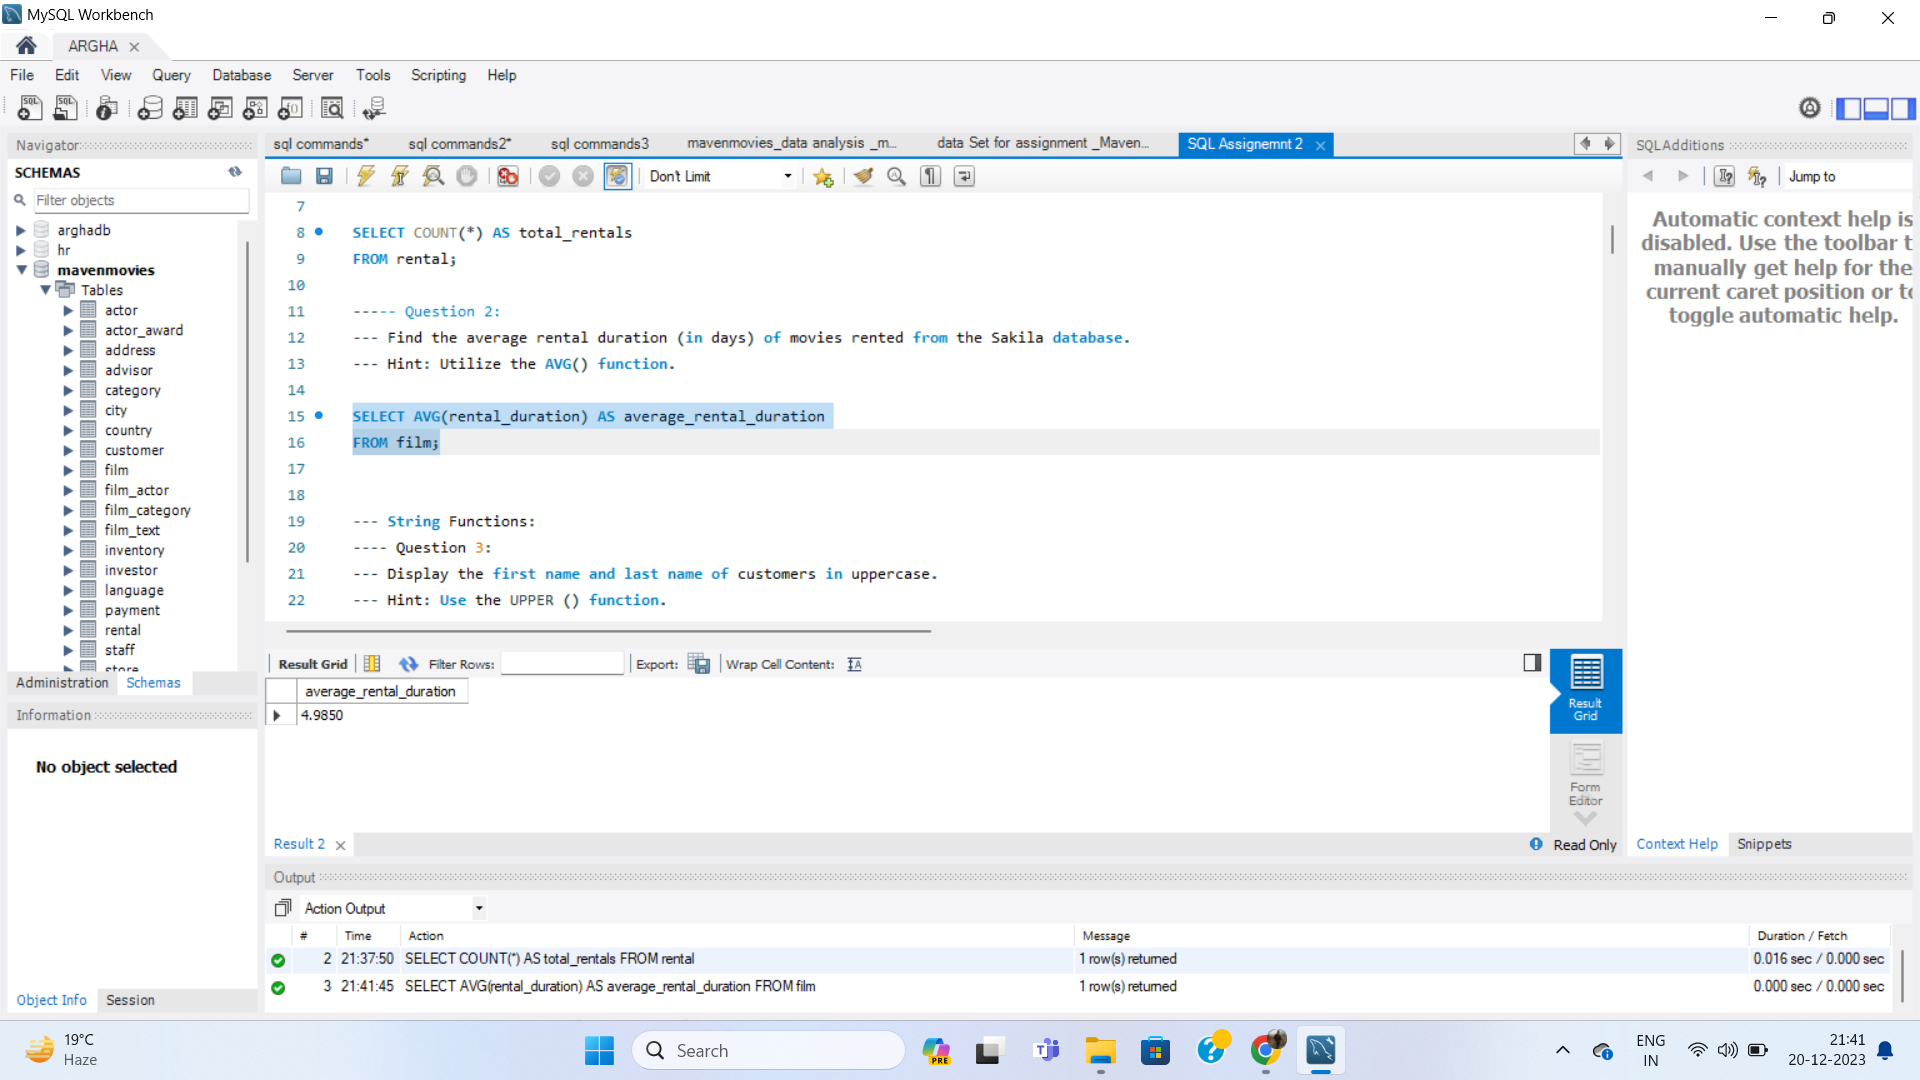 MySQL Workbench
ARGHA
File Edit View Query Database Server Tools Scripting Help
Navigator
SCHEMAS
Filter objects
arghadb
hr
mavenmovies
Tables
actor
actor_award
address
advisor
category
city
country
customer
film
film_actor
film_category
film_text
inventory
investor
language
payment
rental
staff
store
Administration Schemas
Information
No object selected
Object Info Session
sql commands* sql commands2* sql commands3 mavenmovies_data analysis _m... data Set for assignment _Maven... SQL Assignemnt 2
Don't Limit
7
8 SELECT COUNT(*) AS total_rentals
9 FROM rental;
10
11 ----- Question 2:
12 --- Find the average rental duration (in days) of movies rented from the Sakila database.
13 --- Hint: Utilize the AVG() function.
14
15 SELECT AVG(rental_duration) AS average_rental_duration
16 FROM film;
17
18
19 --- String Functions:
20 ---- Question 3:
21 --- Display the first name and last name of customers in uppercase.
22 --- Hint: Use the UPPER () function.
Result Grid Filter Rows: Export: Wrap Cell Content:
average_rental_duration
4.9850
Result
Grid
Form
Editor
Result 2 Read Only
SQLAdditions
Jump to
Automatic context help is
disabled. Use the toolbar t
manually get help for the
current caret position or to
toggle automatic help.
Context Help Snippets
Output
Action Output
# Time Action Message Duration / Fetch
2 21:37:50 SELECT COUNT(*) AS total_rentals FROM rental 1 row(s) returned 0.016 sec / 0.000 sec
3 21:41:45 SELECT AVG(rental_duration) AS average_rental_duration FROM film 1 row(s) returned 0.000 sec / 0.000 sec
19°C
Haze
Search
PRE
ENG
IN
21:41
20-12-2023